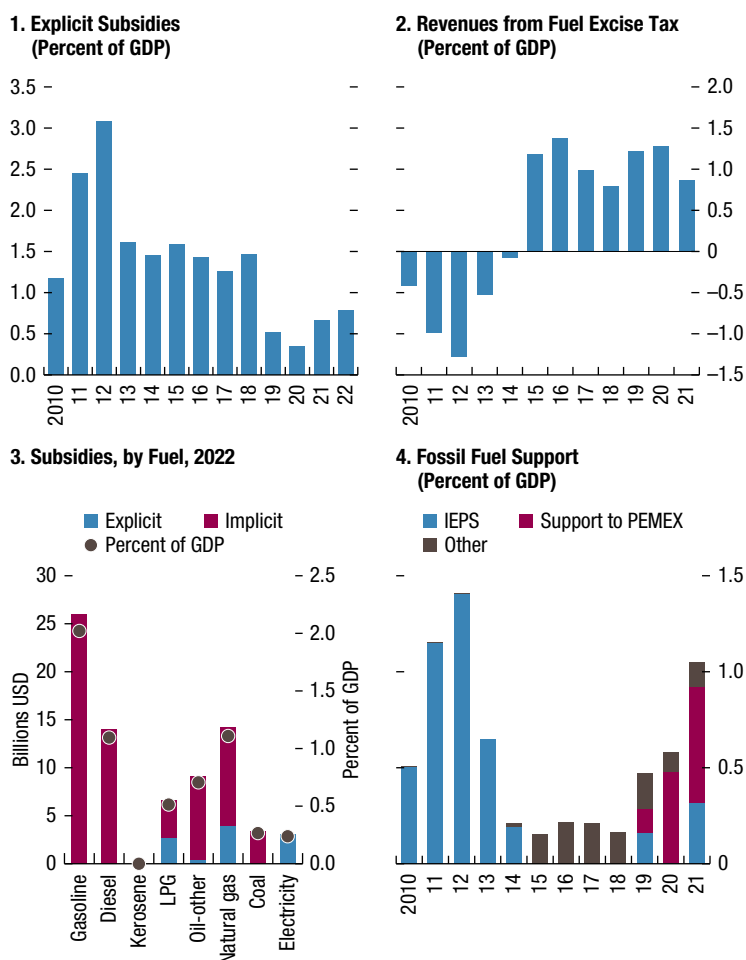 1. Explicit Subsidies
(Percent of GDP)
3.5
3.0
2.5
2.0
1.5
1.0
0.5
0.0
2010 11 12 13 14 15 16 17 18 19 20 21 22
2. Revenues from Fuel Excise Tax
(Percent of GDP)
2.0
1.5
1.0
0.5
0
–0.5
–1.0
–1.5
2010 11 12 13 14 15 16 17 18 19 20 21
3. Subsidies, by Fuel, 2022
Explicit Implicit
Percent of GDP
30
25
20
15
10
5
0
Billions USD
2.5
2.0
1.5
1.0
0.5
0.0
Percent of GDP
Gasoline
Diesel
Kerosene
LPG
Oil-other
Natural gas
Coal
Electricity
4. Fossil Fuel Support
(Percent of GDP)
IEPS Support to PEMEX
Other
1.5
1.0
0.5
0
2010 11 12 13 14 15 16 17 18 19 20 21